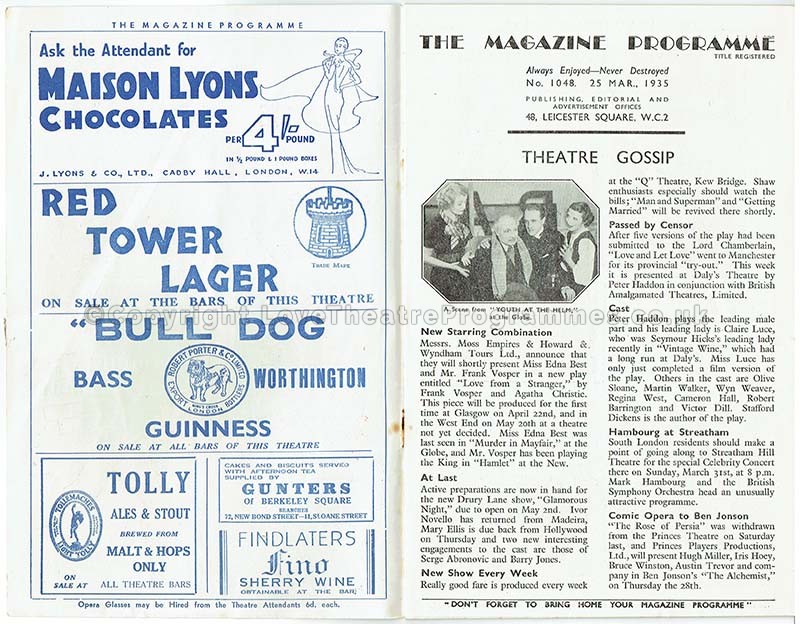 THE MAGAZINE PROGRAMME
Ask the Attendant for
MAISON LYONS
CHOCOLATES
PER 4/- POUND
IN ½ POUND & 1 POUND BOXES
J. LYONS & CO., LTD., CADBY HALL, LONDON, W.14
RED
TOWER
LAGER
TRADE MARK
ON SALE AT THE BARS OF THIS THEATRE
"BULL DOG
BASS
ROBERT PORTER & CO LIMITED
EXPORT BOTTLERS
LONDON
WORTHINGTON
GUINNESS
ON SALE AT ALL BARS OF THIS THEATRE
TOLLEMACHES
LIGHT TOLLY
ON
SALE AT
TOLLY
ALES & STOUT
BREWED FROM
MALT & HOPS
ONLY
ALL THEATRE BARS
CAKES AND BISCUITS SERVED
WITH AFTERNOON TEA
SUPPLIED BY
GUNTERS
OF BERKELEY SQUARE
BRANCHES
72, NEW BOND STREET—11, SLOANE STREET
FINDLATERS
Fino
SHERRY WINE
OBTAINABLE AT THE BAR
Opera Glasses may be Hired from the Theatre Attendants 6d. each.
THE MAGAZINE PROGRAMME
TITLE REGISTERED
Always Enjoyed—Never Destroyed
No. 1048. 25 MAR., 1935
PUBLISHING, EDITORIAL AND
ADVERTISEMENT OFFICES
48, LEICESTER SQUARE, W.C.2
THEATRE GOSSIP
A Scene from "YOUTH AT THE HELM,"
at the Globe.
New Starring Combination
Messrs. Moss Empires & Howard &
Wyndham Tours Ltd., announce that
they will shortly present Miss Edna Best
and Mr. Frank Vosper in a new play
entitled "Love from a Stranger," by
Frank Vosper and Agatha Christie.
This piece will be produced for the first
time at Glasgow on April 22nd, and in
the West End on May 20th at a theatre
not yet decided. Miss Edna Best was
last seen in "Murder in Mayfair," at the
Globe, and Mr. Vosper has been playing
the King in "Hamlet" at the New.
At Last
Active preparations are now in hand for
the new Drury Lane show, "Glamorous
Night," due to open on May 2nd. Ivor
Novello has returned from Madeira,
Mary Ellis is due back from Hollywood
on Thursday and two new interesting
engagements to the cast are those of
Serge Abronovic and Barry Jones.
New Show Every Week
Really good fare is produced every week
at the "Q" Theatre, Kew Bridge. Shaw
enthusiasts especially should watch the
bills; "Man and Superman" and "Getting
Married" will be revived there shortly.
Passed by Censor
After five versions of the play had been
submitted to the Lord Chamberlain,
"Love and Let Love" went to Manchester
for its provincial "try-out." This week
it is presented at Daly's Theatre by
Peter Haddon in conjunction with British
Amalgamated Theatres, Limited.
Cast
Peter Haddon plays the leading male
part and his leading lady is Claire Luce,
who was Seymour Hicks's leading lady
recently in "Vintage Wine," which had
a long run at Daly's. Miss Luce has
only just completed a film version of
the play. Others in the cast are Olive
Sloane, Martin Walker, Wyn Weaver,
Regina West, Cameron Hall, Robert
Barrington and Victor Dill. Stafford
Dickens is the author of the play.
Hambourg at Streatham
South London residents should make a
point of going along to Streatham Hill
Theatre for the special Celebrity Concert
there on Sunday, March 31st, at 8 p.m.
Mark Hambourg and the British
Symphony Orchestra head an unusually
attractive programme.
Comic Opera to Ben Jonson
"The Rose of Persia" was withdrawn
from the Princes Theatre on Saturday
last, and Princes Players Productions,
Ltd., will present Hugh Miller, Iris Hoey,
Bruce Winston, Austin Trevor and com-
pany in Ben Jonson's "The Alchemist,"
on Thursday the 28th.
"DON'T FORGET TO BRING HOME YOUR MAGAZINE PROGRAMME"
©Copyright LoveTheatreProgrammes.co.uk